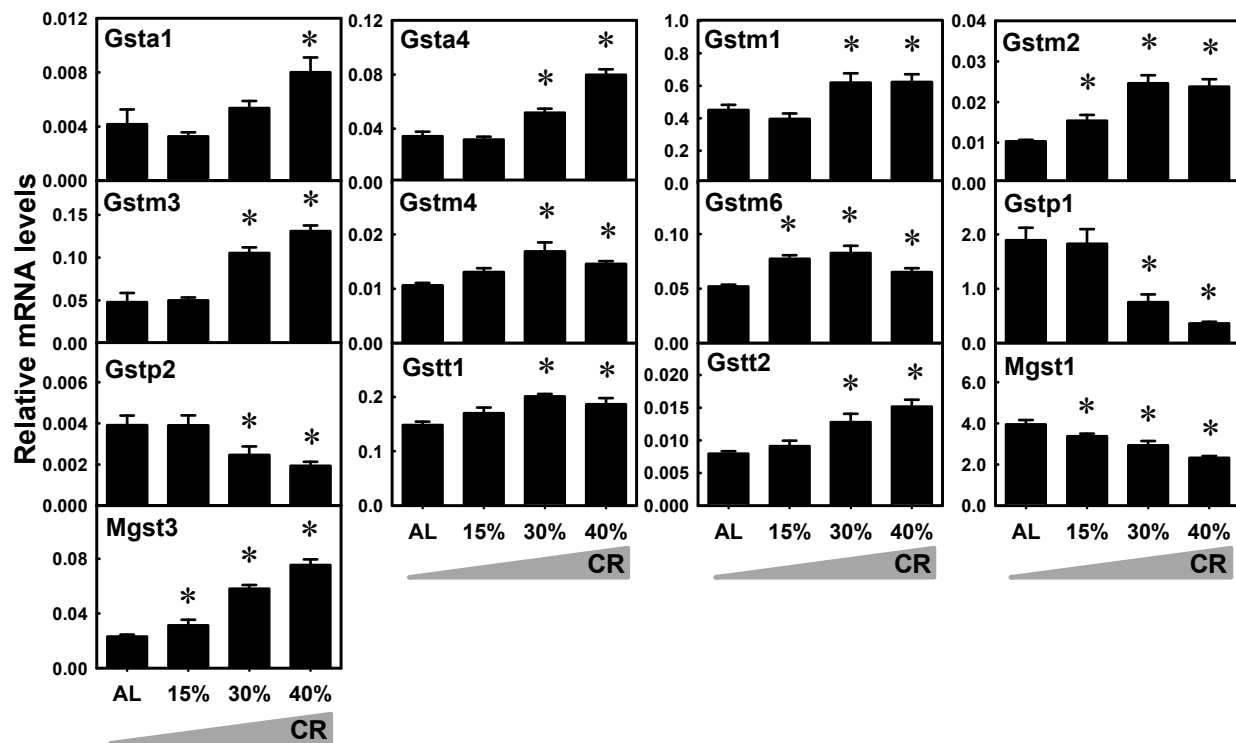 Relative mRNA levels
Gsta1
0.012
0.008
0.004
0.000
*
Gsta4
0.12
0.08
0.04
0.00
* *
Gstm1
1.0
0.8
0.6
0.4
0.2
0.0
* *
Gstm2
0.04
0.03
0.02
0.01
0.00
* * *
Gstm3
0.15
0.10
0.05
0.00
* *
Gstm4
0.02
0.01
0.00
* *
Gstm6
0.10
0.05
0.00
* * *
Gstp1
2.0
1.0
0.0
* *
Gstp2
0.006
0.004
0.002
0.000
* *
Gstt1
0.2
0.1
0.0
* *
AL 15% 30% 40%
CR
Gstt2
0.020
0.015
0.010
0.005
0.000
* *
AL 15% 30% 40%
CR
Mgst1
6.0
4.0
2.0
0.0
* * *
AL 15% 30% 40%
CR
Mgst3
0.08
0.04
0.00
* * *
AL 15% 30% 40%
CR